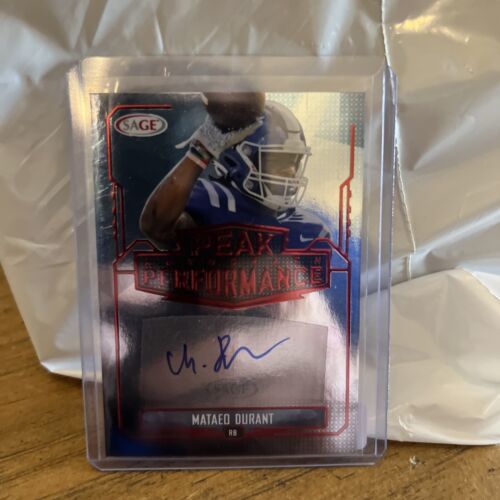 SAGE
PEAK
PERFORMANCE
M. D
MATAEO DURANT
RB